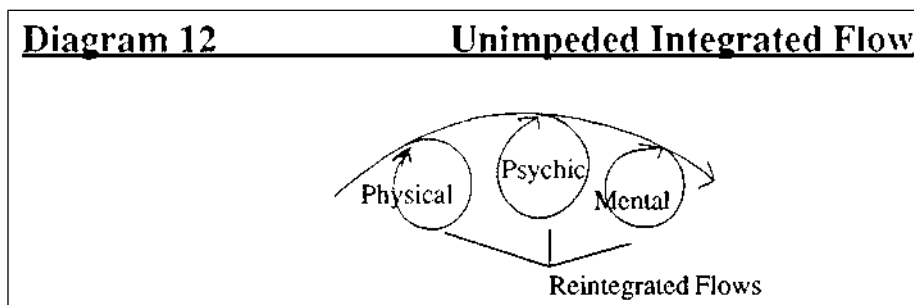 Diagram 12 Unimpeded Integrated Flow
Psychic
Physical
Mental
Reintegrated Flows